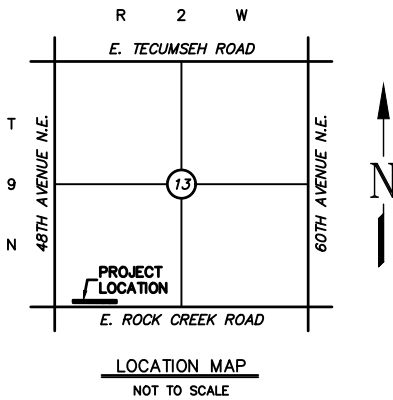 R 2 W
E. TECUMSEH ROAD
T
9
N
48TH AVENUE N.E.
13
60TH AVENUE N.E.
N
PROJECT
LOCATION
E. ROCK CREEK ROAD
LOCATION MAP
NOT TO SCALE